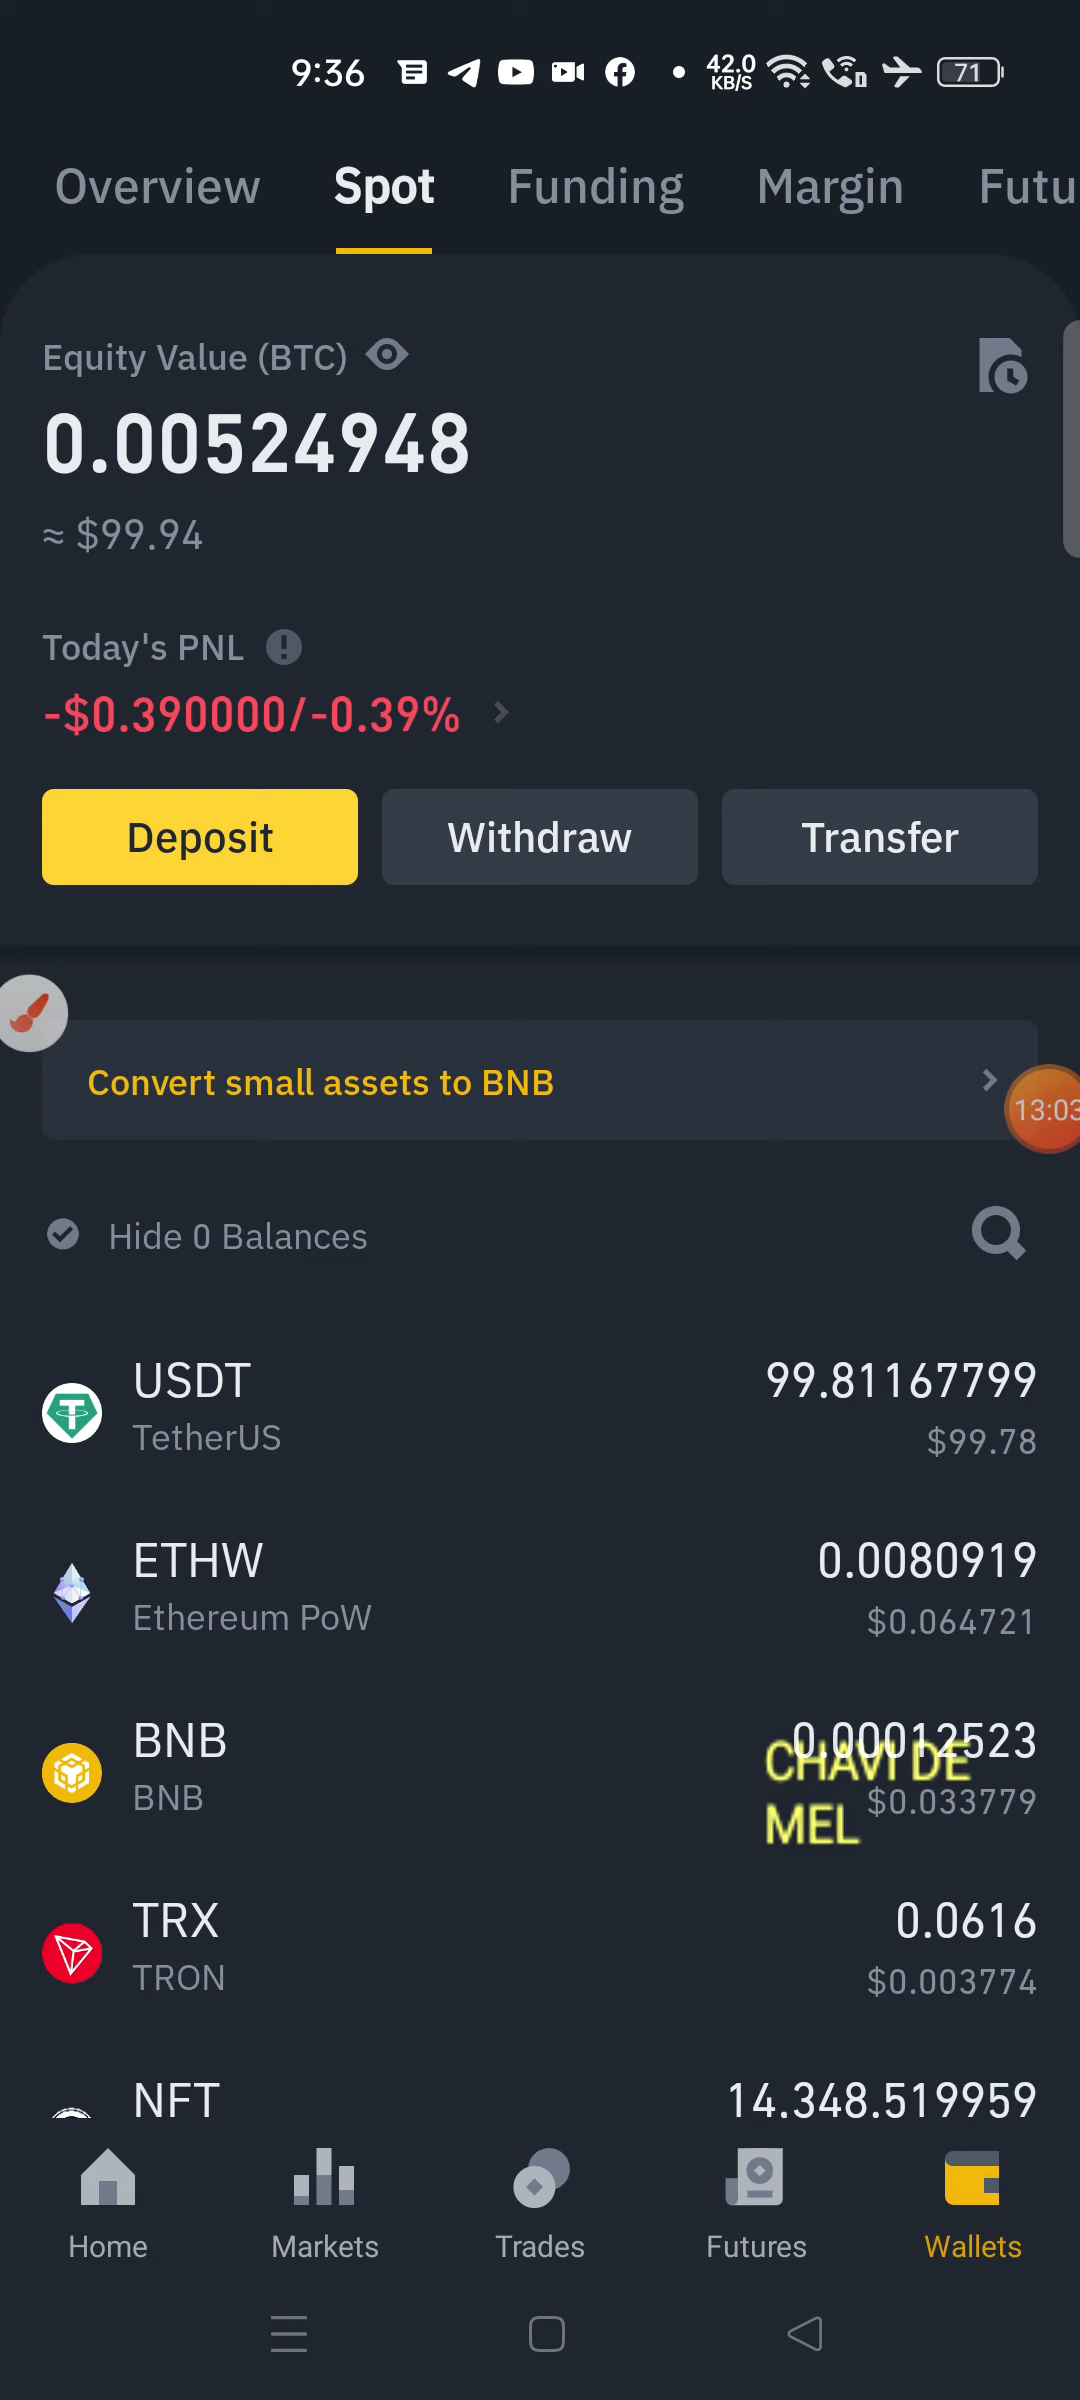 9:36 42.0 KB/S 71
Overview Spot Funding Margin Futu
Equity Value (BTC)
0.00524948
≈ $99.94
Today's PNL
-$0.390000/-0.39%
Deposit Withdraw Transfer
Convert small assets to BNB
13:03
Hide 0 Balances
USDT 99.81167799
TetherUS $99.78
ETHW 0.0080919
Ethereum PoW $0.064721
BNB 0.00012523
CHAVI DE
BNB $0.033779
MEL
TRX 0.0616
TRON $0.003774
NFT 14.348.519959
Home Markets Trades Futures Wallets